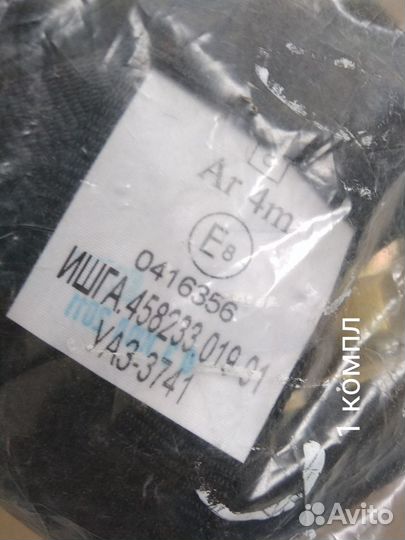 e
Ar 4m
E8
0416356
ИШГА.458233.019.01
УАЗ-3741
1 КОМПЛ
Avito